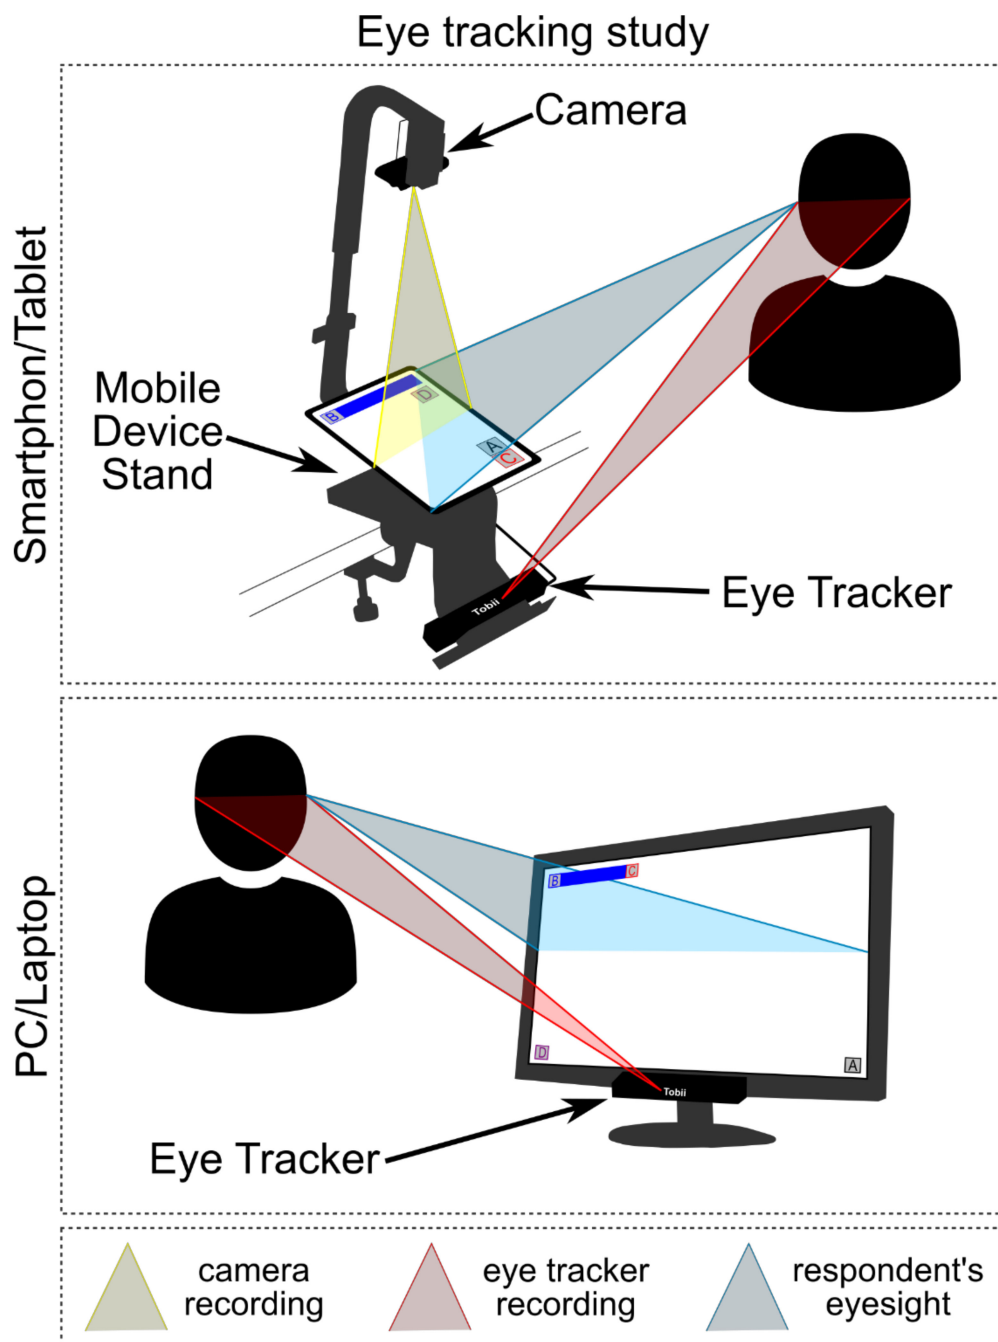 Eye tracking study
Smartphon/Tablet
Camera
Mobile
Device
Stand
B
D
A
C
Tobii
Eye Tracker
PC/Laptop
B
C
D
A
Tobii
Eye Tracker
camera
recording
eye tracker
recording
respondent's
eyesight